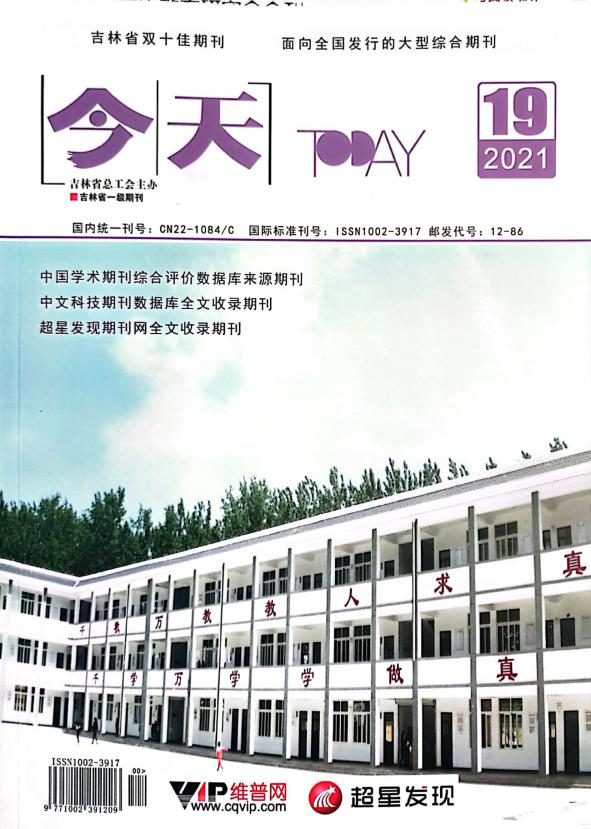 吉林省双十佳期刊 面向全国发行的大型综合期刊
今天 TODAY 19
2021
吉林省总工会主办
吉林省一级期刊
国内统一刊号：CN22-1084/C 国际标准刊号：ISSN1002-3917 邮发代号：12-86
中国学术期刊综合评价数据库来源期刊
中文科技期刊数据库全文收录期刊
超星发现期刊网全文收录期刊
千教万教教人求真
千学万学学做真
ISSN1002-3917
00>
9 771002 391209
VIP维普网
www.cqvip.com
超星发现